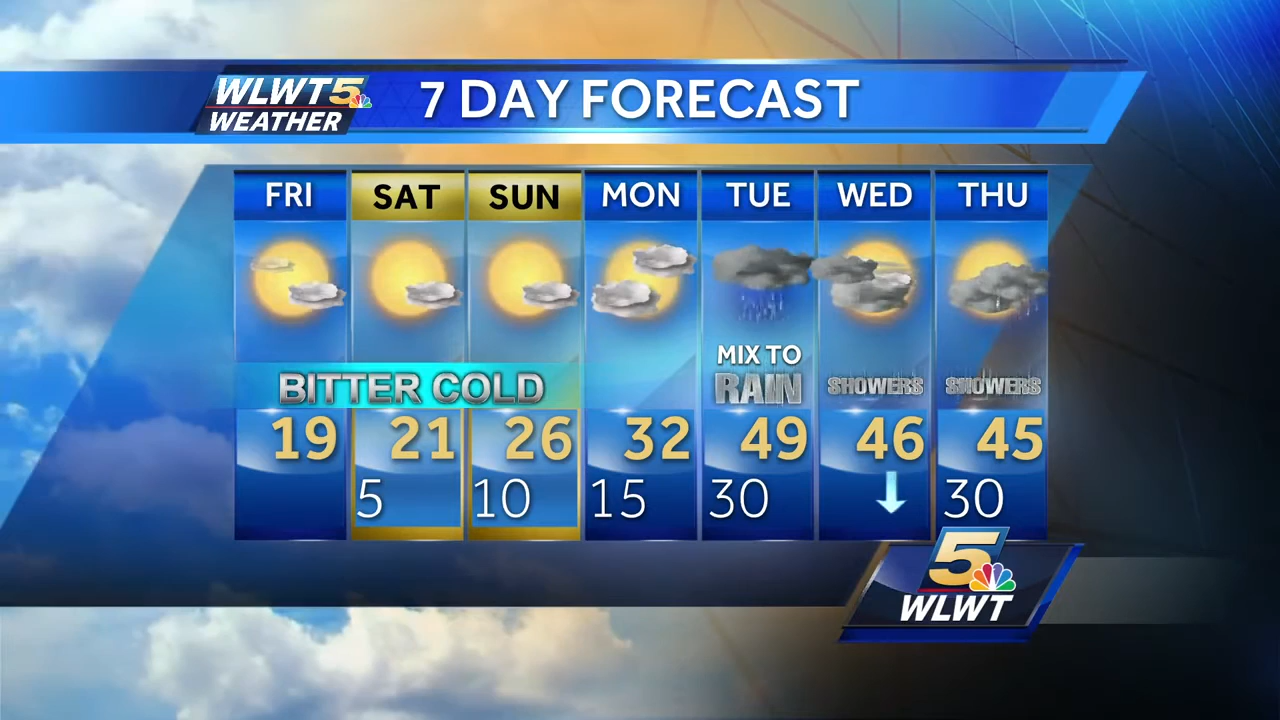 WLWT5
WEATHER
7 DAY FORECAST
FRI SAT SUN MON TUE WED THU
MIX TO
BITTER COLD RAIN SHOWERS SHOWERS
19 21 26 32 49 46 45
5 10 15 30 30
5
WLWT